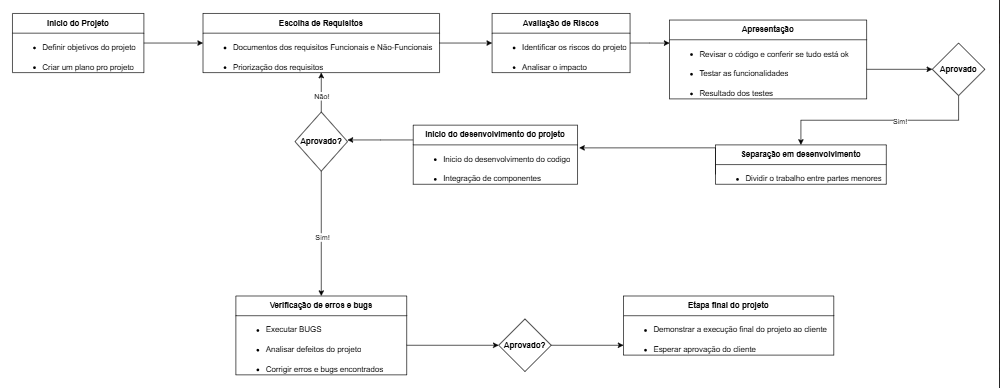 Inicio do Projeto
Definir objetivos do projeto
Criar um plano pro projeto
Escolha de Requisitos
Documentos dos requisitos Funcionais e Não-Funcionais
Priorização dos requisitos
Avaliação de Riscos
Identificar os riscos do projeto
Analisar o impacto
Apresentação
Revisar o código e conferir se tudo está ok
Testar as funcionalidades
Resultado dos testes
Aprovado
Sim!
Separação em desenvolvimento
Dividir o trabalho entre partes menores
Inicio do desenvolvimento do projeto
Inicio do desenvolvimento do codigo
Integração de componentes
Aprovado?
Não!
Sim!
Verificação de erros e bugs
Executar BUGS
Analisar defeitos do projeto
Corrigir erros e bugs encontrados
Aprovado?
Etapa final do projeto
Demonstrar a execução final do projeto ao cliente
Esperar aprovação do cliente